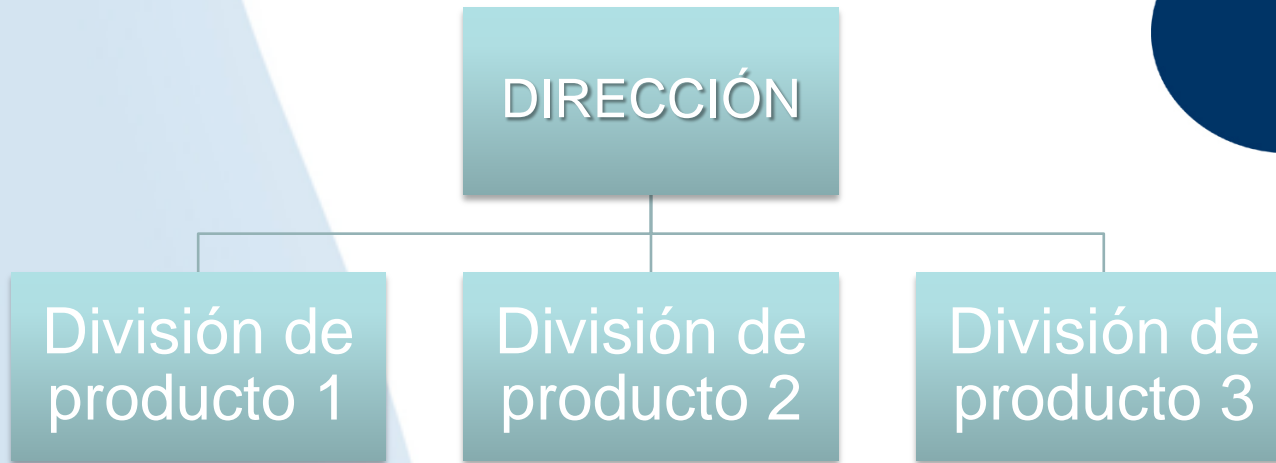 DIRECCIÓN
División de
producto 1
División de
producto 2
División de
producto 3